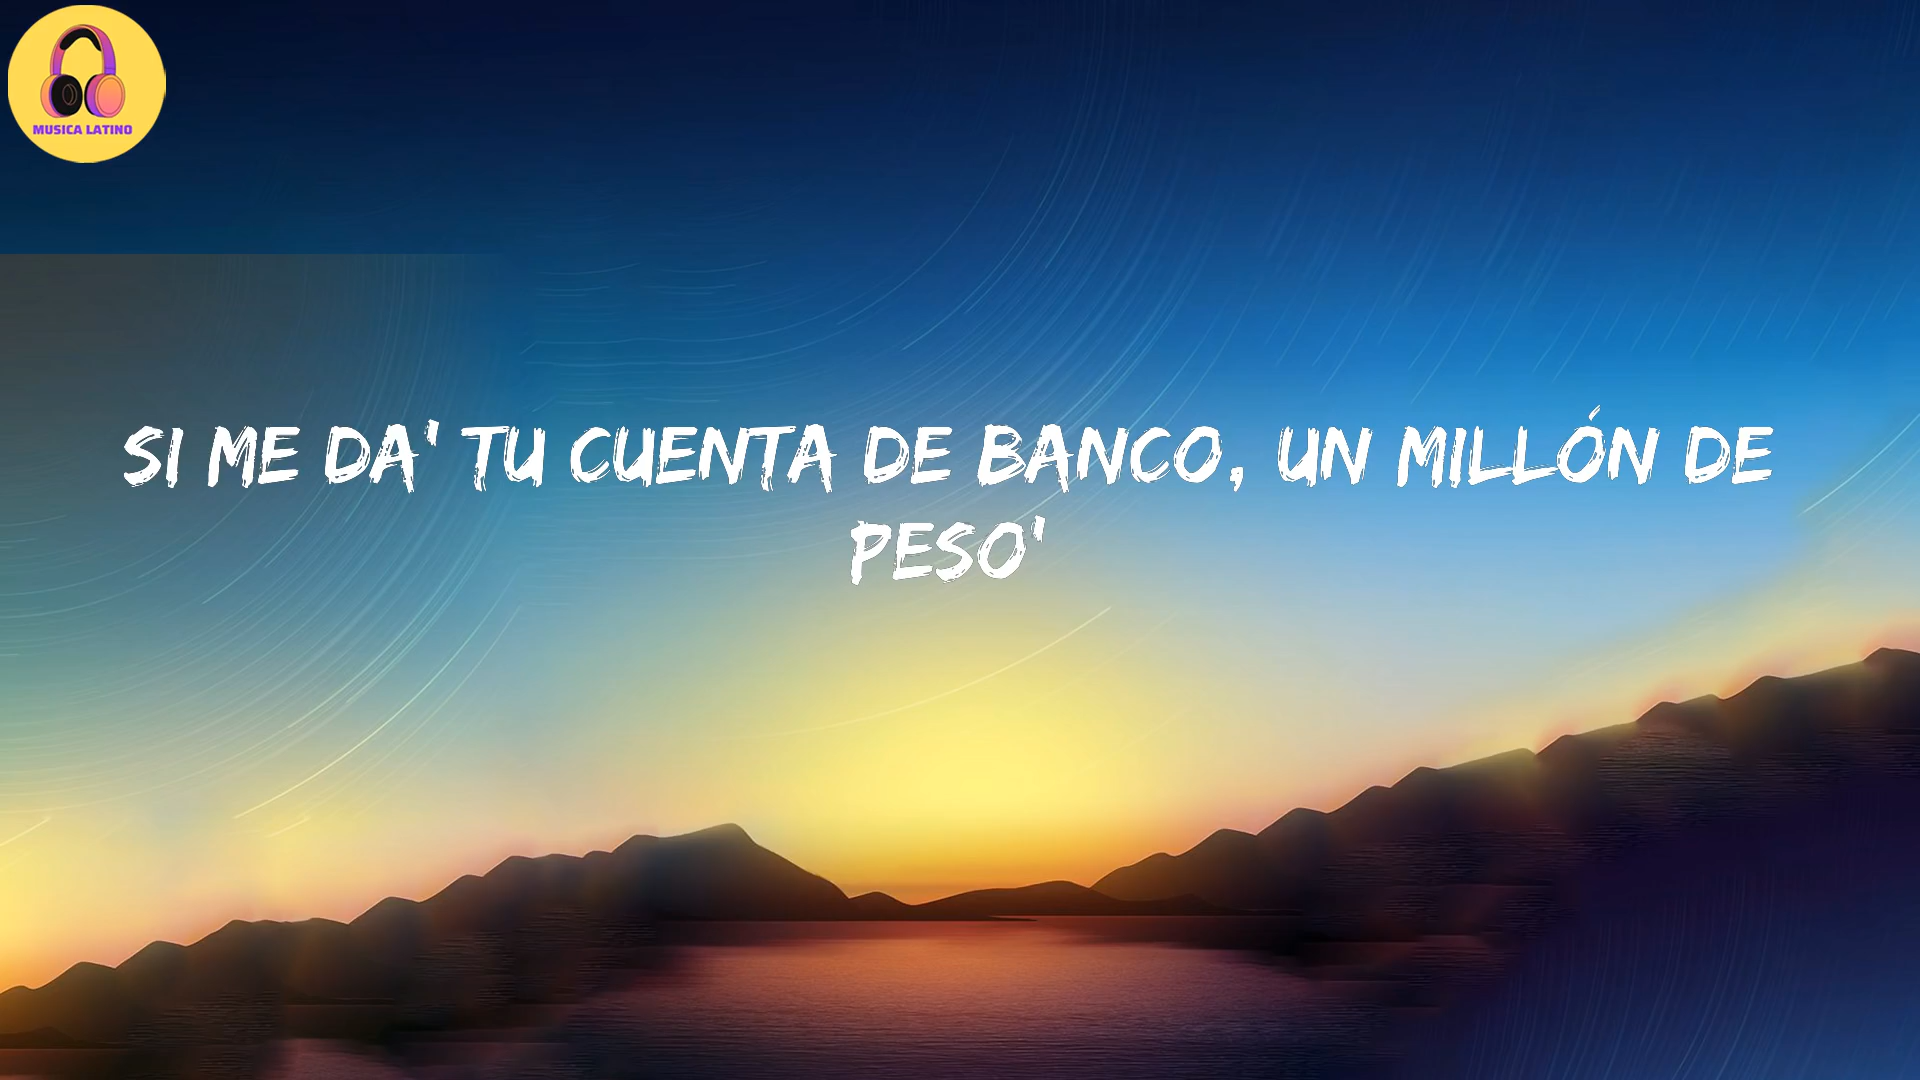 MUSICA LATINO
SI ME DA' TU CUENTA DE BANCO, UN MILLÓN DE
PESO'